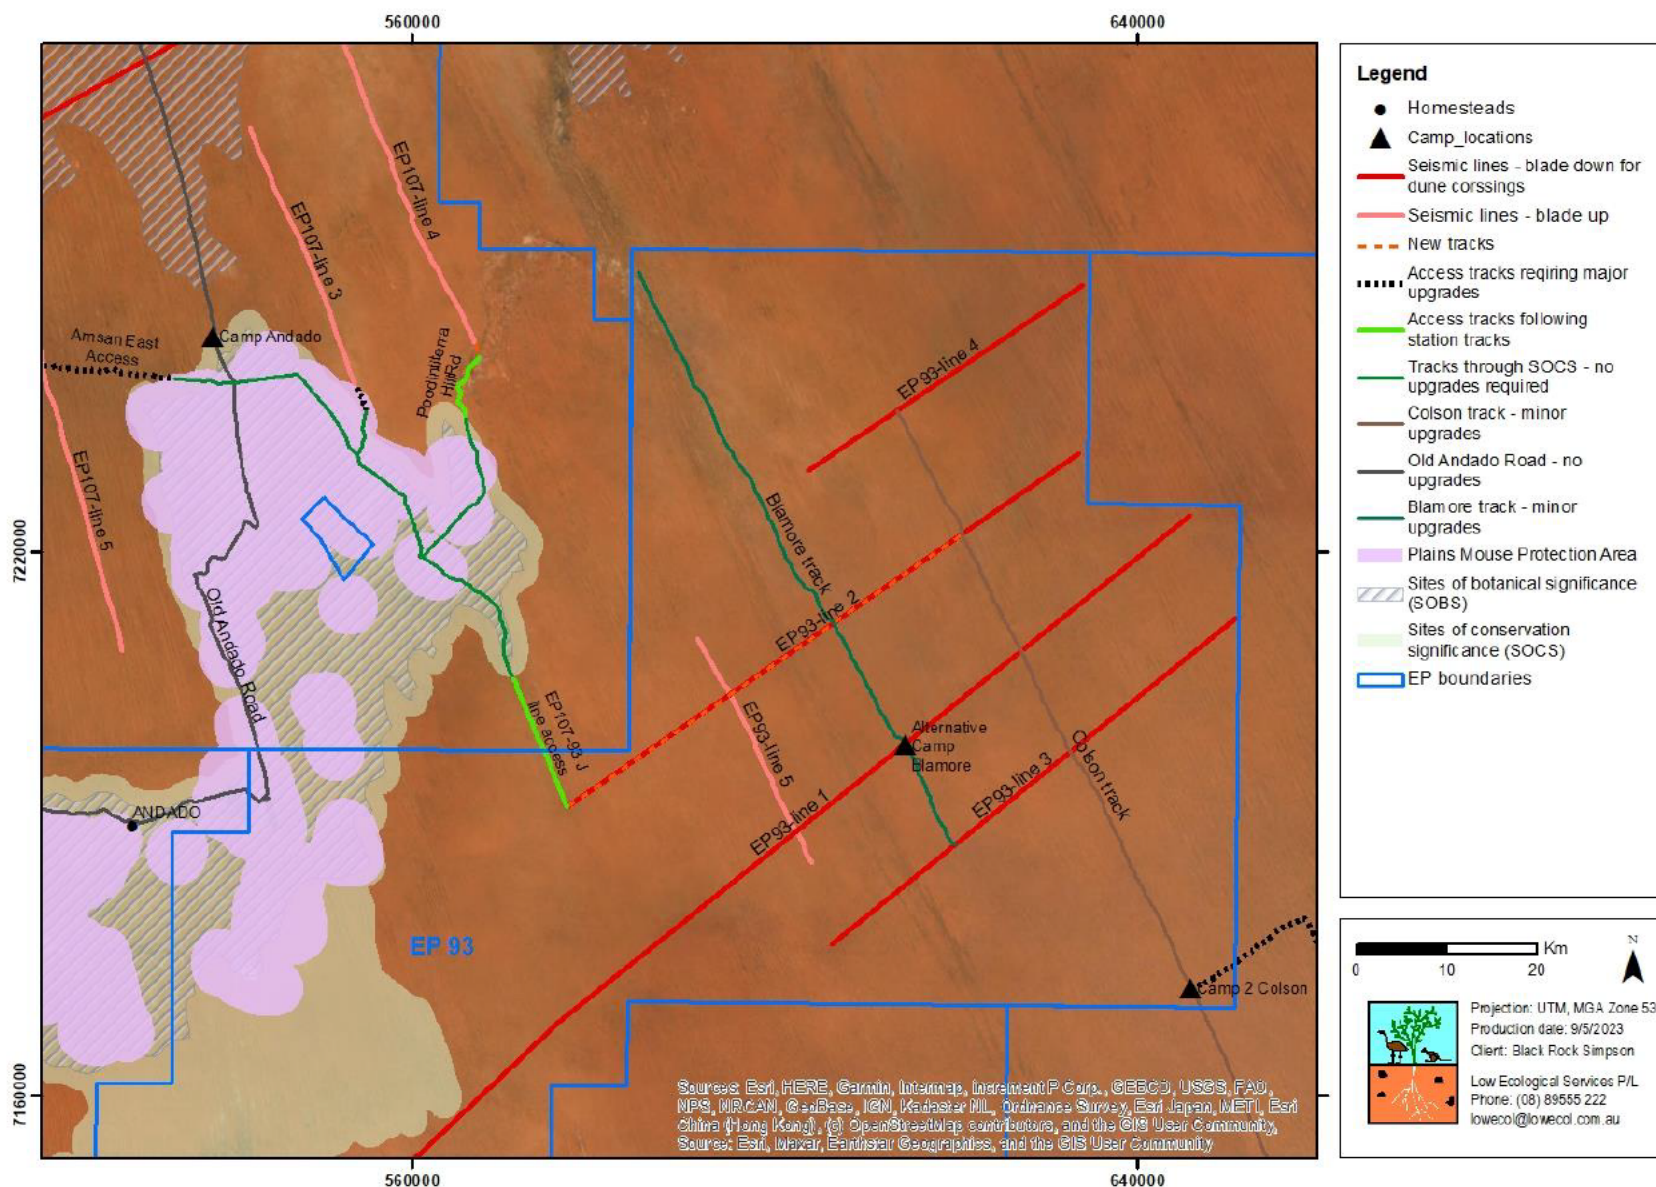 560000
640000
7220000
7160000
560000
640000
EP107-line 4
EP107-line 3
Amsan East
Access
Camp Andado
Poodinitterra
Hill Rd
EP107-line 5
Old Andado Road
EP107-93 J
line access
ANDADO
EP 93
EP93-line 4
Blamore track
EP93-line 2
EP93-line 5
Alternative
Camp
Blamore
EP93-line 1
EP93-line 3
Colson track
Camp 2 Colson
Sources: Esri, HERE, Garmin, Intermap, increment P Corp., GEBCO, USGS, FAO,
NPS, NRCAN, GeoBase, IGN, Kadaster NL, Ordnance Survey, Esri Japan, METI, Esri
China (Hong Kong), (c) OpenStreetMap contributors, and the GIS User Community,
Source: Esri, Maxar, Earthstar Geographics, and the GIS User Community
Legend
Homesteads
Camp_locations
Seismic lines - blade down for
dune corssings
Seismic lines - blade up
New tracks
Access tracks reqiring major
upgrades
Access tracks following
station tracks
Tracks through SOCS - no
upgrades required
Colson track - minor
upgrades
Old Andado Road - no
upgrades
Blamore track - minor
upgrades
Plains Mouse Protection Area
Sites of botanical significance
(SOBS)
Sites of conservation
significance (SOCS)
EP boundaries
Km
0 10 20
N
Projection: UTM, MGA Zone 53
Production date: 9/5/2023
Client: Black Rock Simpson
Low Ecological Services P/L
Phone: (08) 89555 222
lowecol@lowecol.com.au